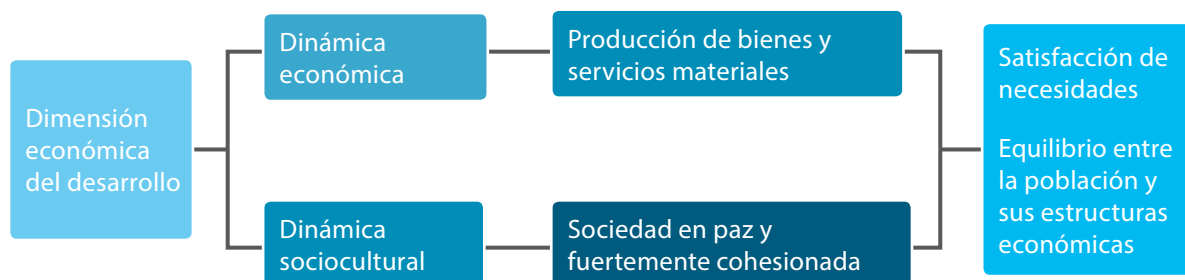 Dimensión
económica
del desarrollo
Dinámica
económica
Producción de bienes y
servicios materiales
Dinámica
sociocultural
Sociedad en paz y
fuertemente cohesionada
Satisfacción de
necesidades
Equilibrio entre
la población y
sus estructuras
económicas